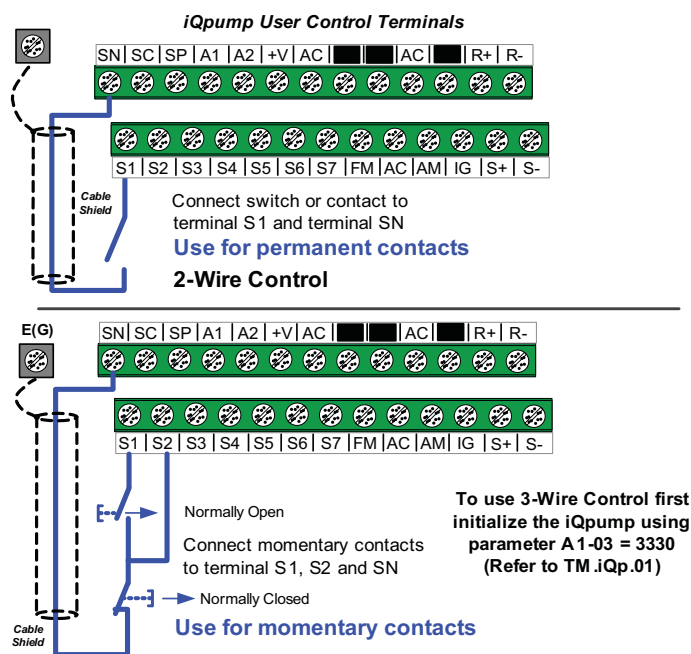 iQpump User Control Terminals
SN SC SP A1 A2 +V AC AC R+ R-
S1 S2 S3 S4 S5 S6 S7 FM AC AM IG S+ S-
Cable
Shield
Connect switch or contact to
terminal S1 and terminal SN
Use for permanent contacts
2-Wire Control
E(G)
SN SC SP A1 A2 +V AC AC R+ R-
S1 S2 S3 S4 S5 S6 S7 FM AC AM IG S+ S-
Normally Open
Connect momentary contacts
to terminal S1, S2 and SN
Normally Closed
Use for momentary contacts
Cable
Shield
To use 3-Wire Control first
initialize the iQpump using
parameter A1-03 = 3330
(Refer to TM.iQp.01)